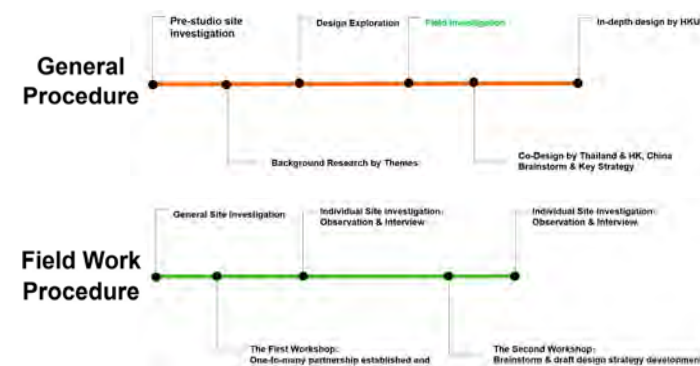 General
Procedure
Pre-studio site
investigation
Background Research by Themes
Design Exploration
Field Investigation
Co-Design by Thailand & HK, China
Brainstorm & Key Strategy
In-depth design by HKU
Field Work
Procedure
General Site Investigation
The First Workshop:
One-to-many partnership established and
Individual Site Investigation:
Observation & Interview
The Second Workshop:
Brainstorm & draft design strategy development
Individual Site Investigation:
Observation & Interview